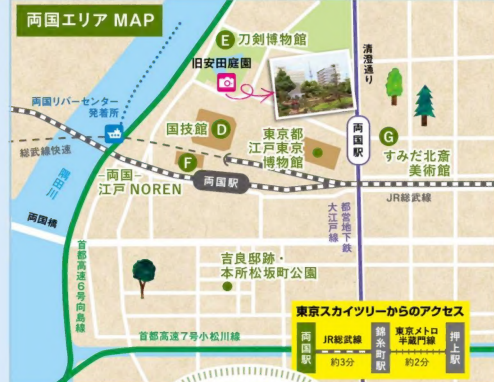 両国エリア MAP
E 刀剣博物館
旧安田庭園
清澄通り
両国リバーセンター
発着所
国技館 D
東京都
江戸東京
博物館
両国駅
G
すみだ北斎
美術館
総武線快速
F
両国駅
-両国-
江戸 NOREN
隅田川
JR総武線
両国橋
都営地下鉄
大江戸線
首都高速6号向島線
吉良邸跡・
本所松坂町公園
東京スカイツリーからのアクセス
両国駅
JR総武線
約3分
錦糸町駅
東京メトロ
半蔵門線
約2分
押上駅
首都高速7号小松川線